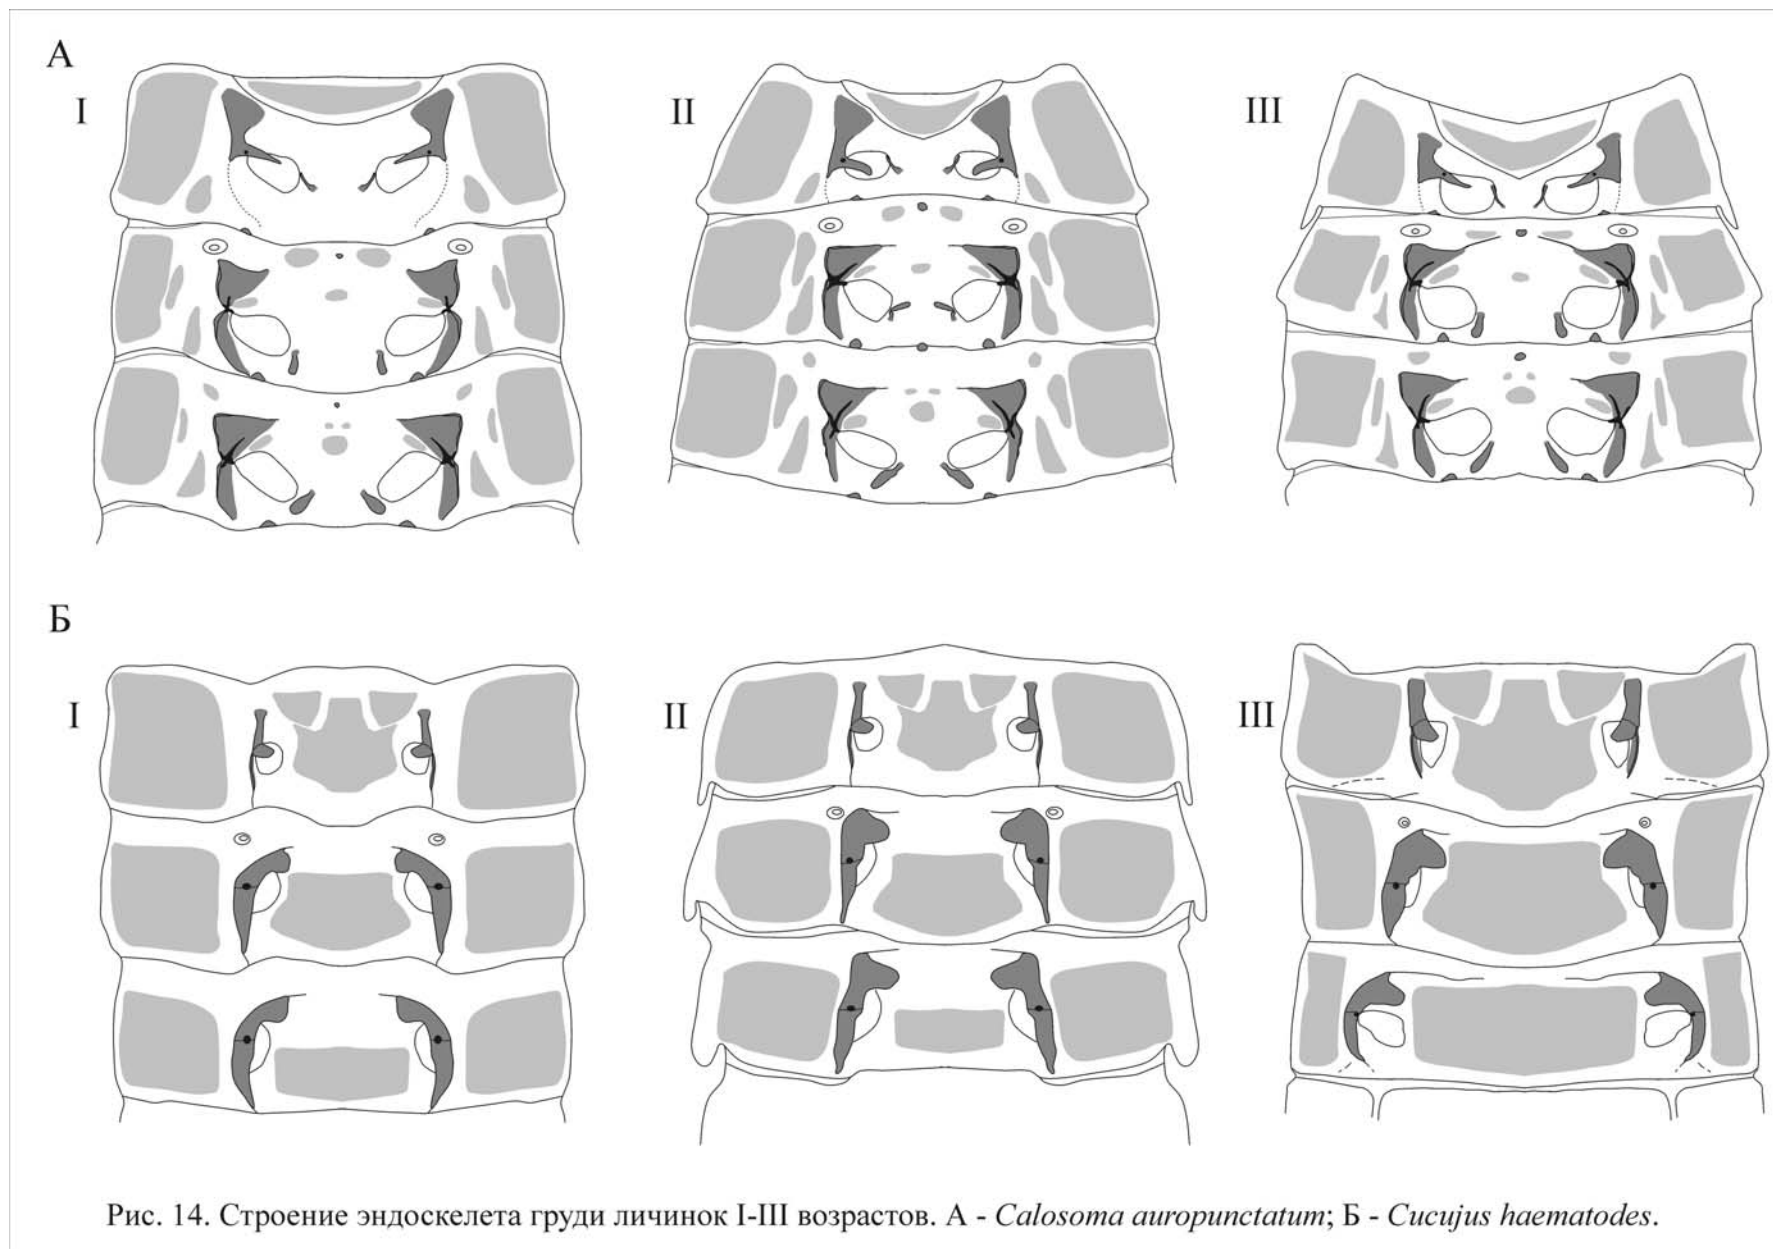 А
I
II
III
Б
I
II
III
Рис. 14. Строение эндоскелета груди личинок I-III возрастов. А - Calosoma auropunctatum; Б - Cucujus haematodes.